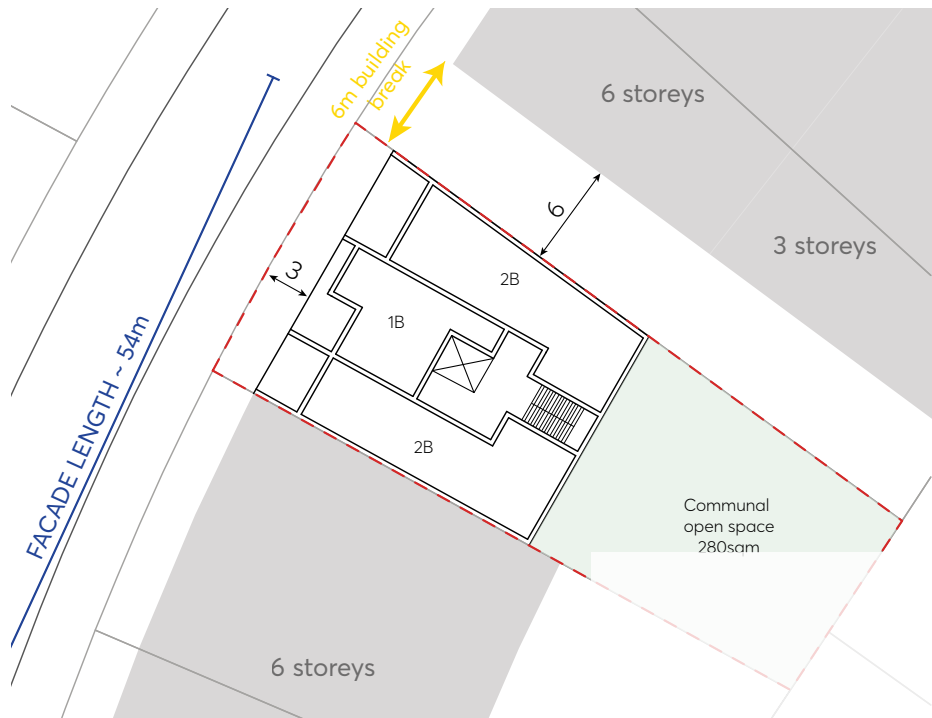 6m building
break
6 storeys
3 storeys
6
3
2B
1B
2B
FACADE LENGTH ~ 54m
Communal
open space
280sqm
6 storeys